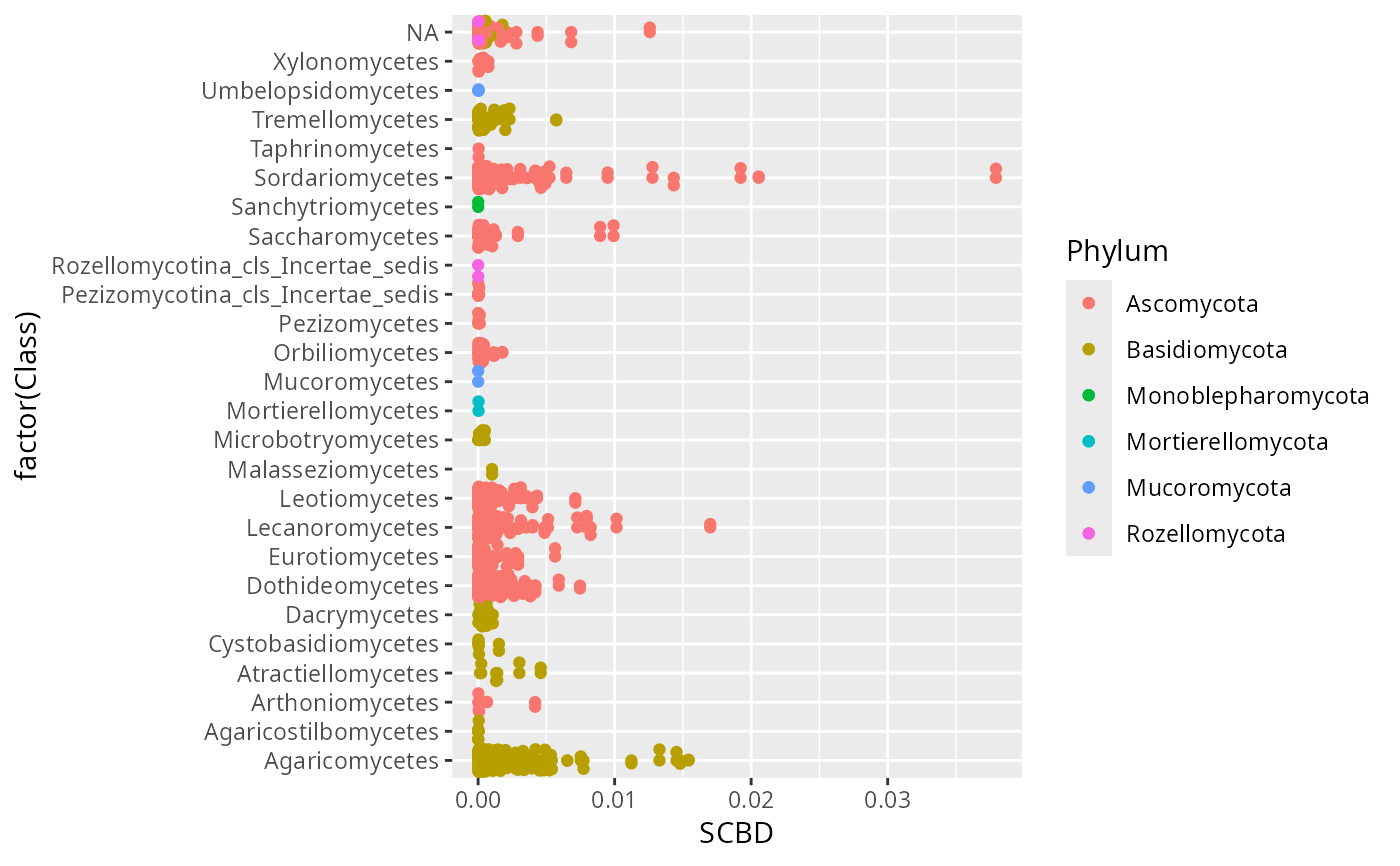 NA
Xylonomycetes
Umbelopsidomycetes
Tremellomycetes
Taphrinomycetes
Sordariomycetes
Sanchytriomycetes
Saccharomycetes
Rozellomycotina_cls_Incertae_sedis
Pezizomycotina_cls_Incertae_sedis
Pezizomycetes
Orbiliomycetes
Mucoromycetes
Mortierellomycetes
Microbotryomycetes
Malasseziomycetes
Leotiomycetes
Lecanoromycetes
Eurotiomycetes
Dothideomycetes
Dacrymycetes
Cystobasidiomycetes
Atractiellomycetes
Arthoniomycetes
Agaricostilbomycetes
Agaricomycetes
factor(Class)
0.00 0.01 0.02 0.03
SCBD
Phylum
Ascomycota
Basidiomycota
Monoblepharomycota
Mortierellomycota
Mucoromycota
Rozellomycota